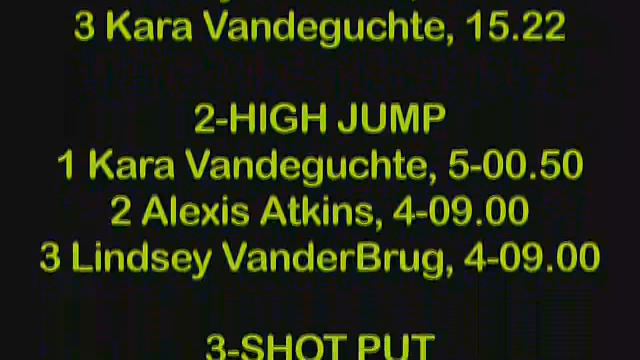 3 Kara Vandeguchte, 15.22
2-HIGH JUMP
1 Kara Vandeguchte, 5-00.50
2 Alexis Atkins, 4-09.00
3 Lindsey VanderBrug, 4-09.00
3-SHOT PUT